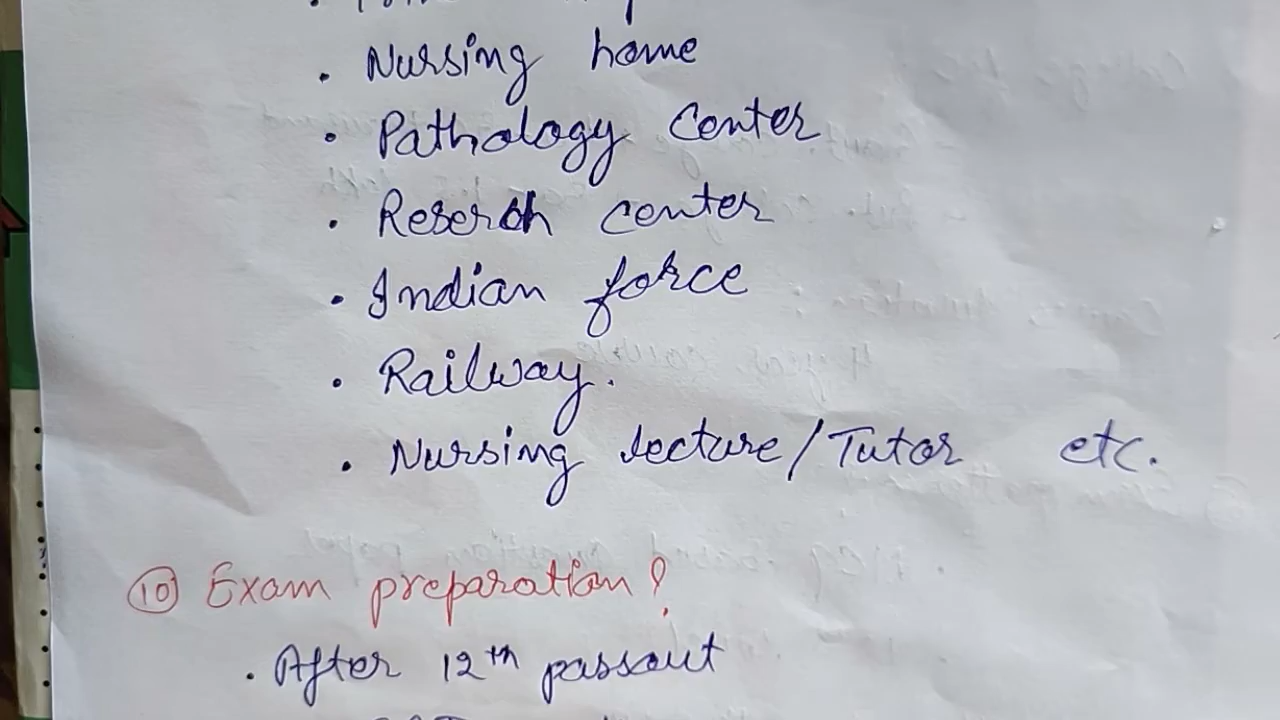 . Nursing home
. Pathology Center
. Reserch center
. Indian force
. Railway.
. Nursing lecture/Tutor etc.
10 Exam preparation?
. After 12th passout